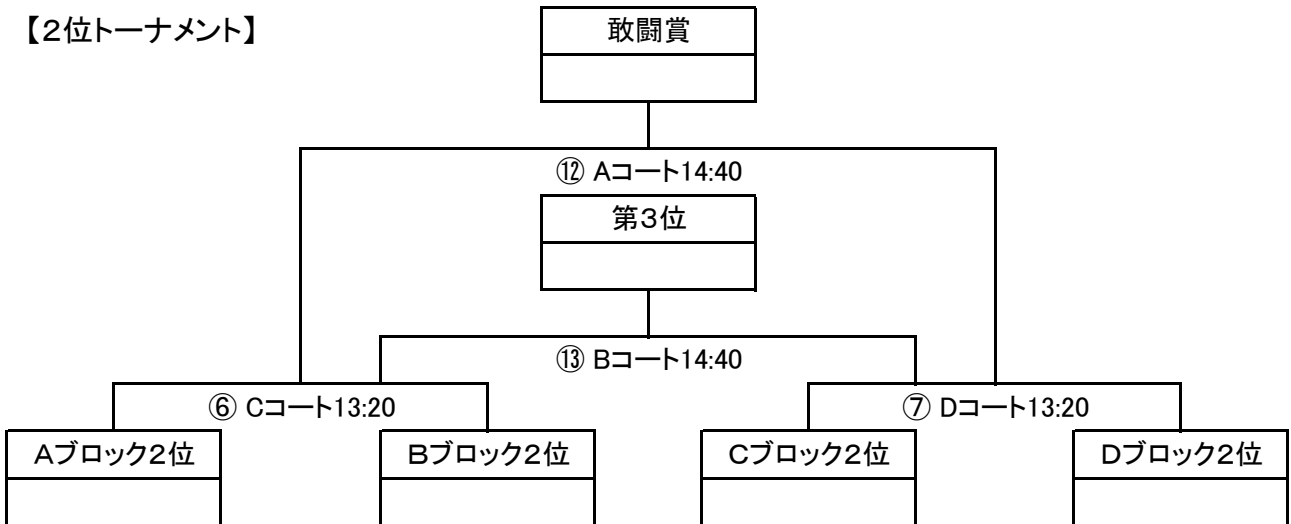 【２位トーナメント】
敢闘賞
⑫ Aコート14:40
第３位
⑬ Bコート14:40
⑥ Cコート13:20
⑦ Dコート13:20
Aブロック２位
Bブロック２位
Cブロック２位
Dブロック２位